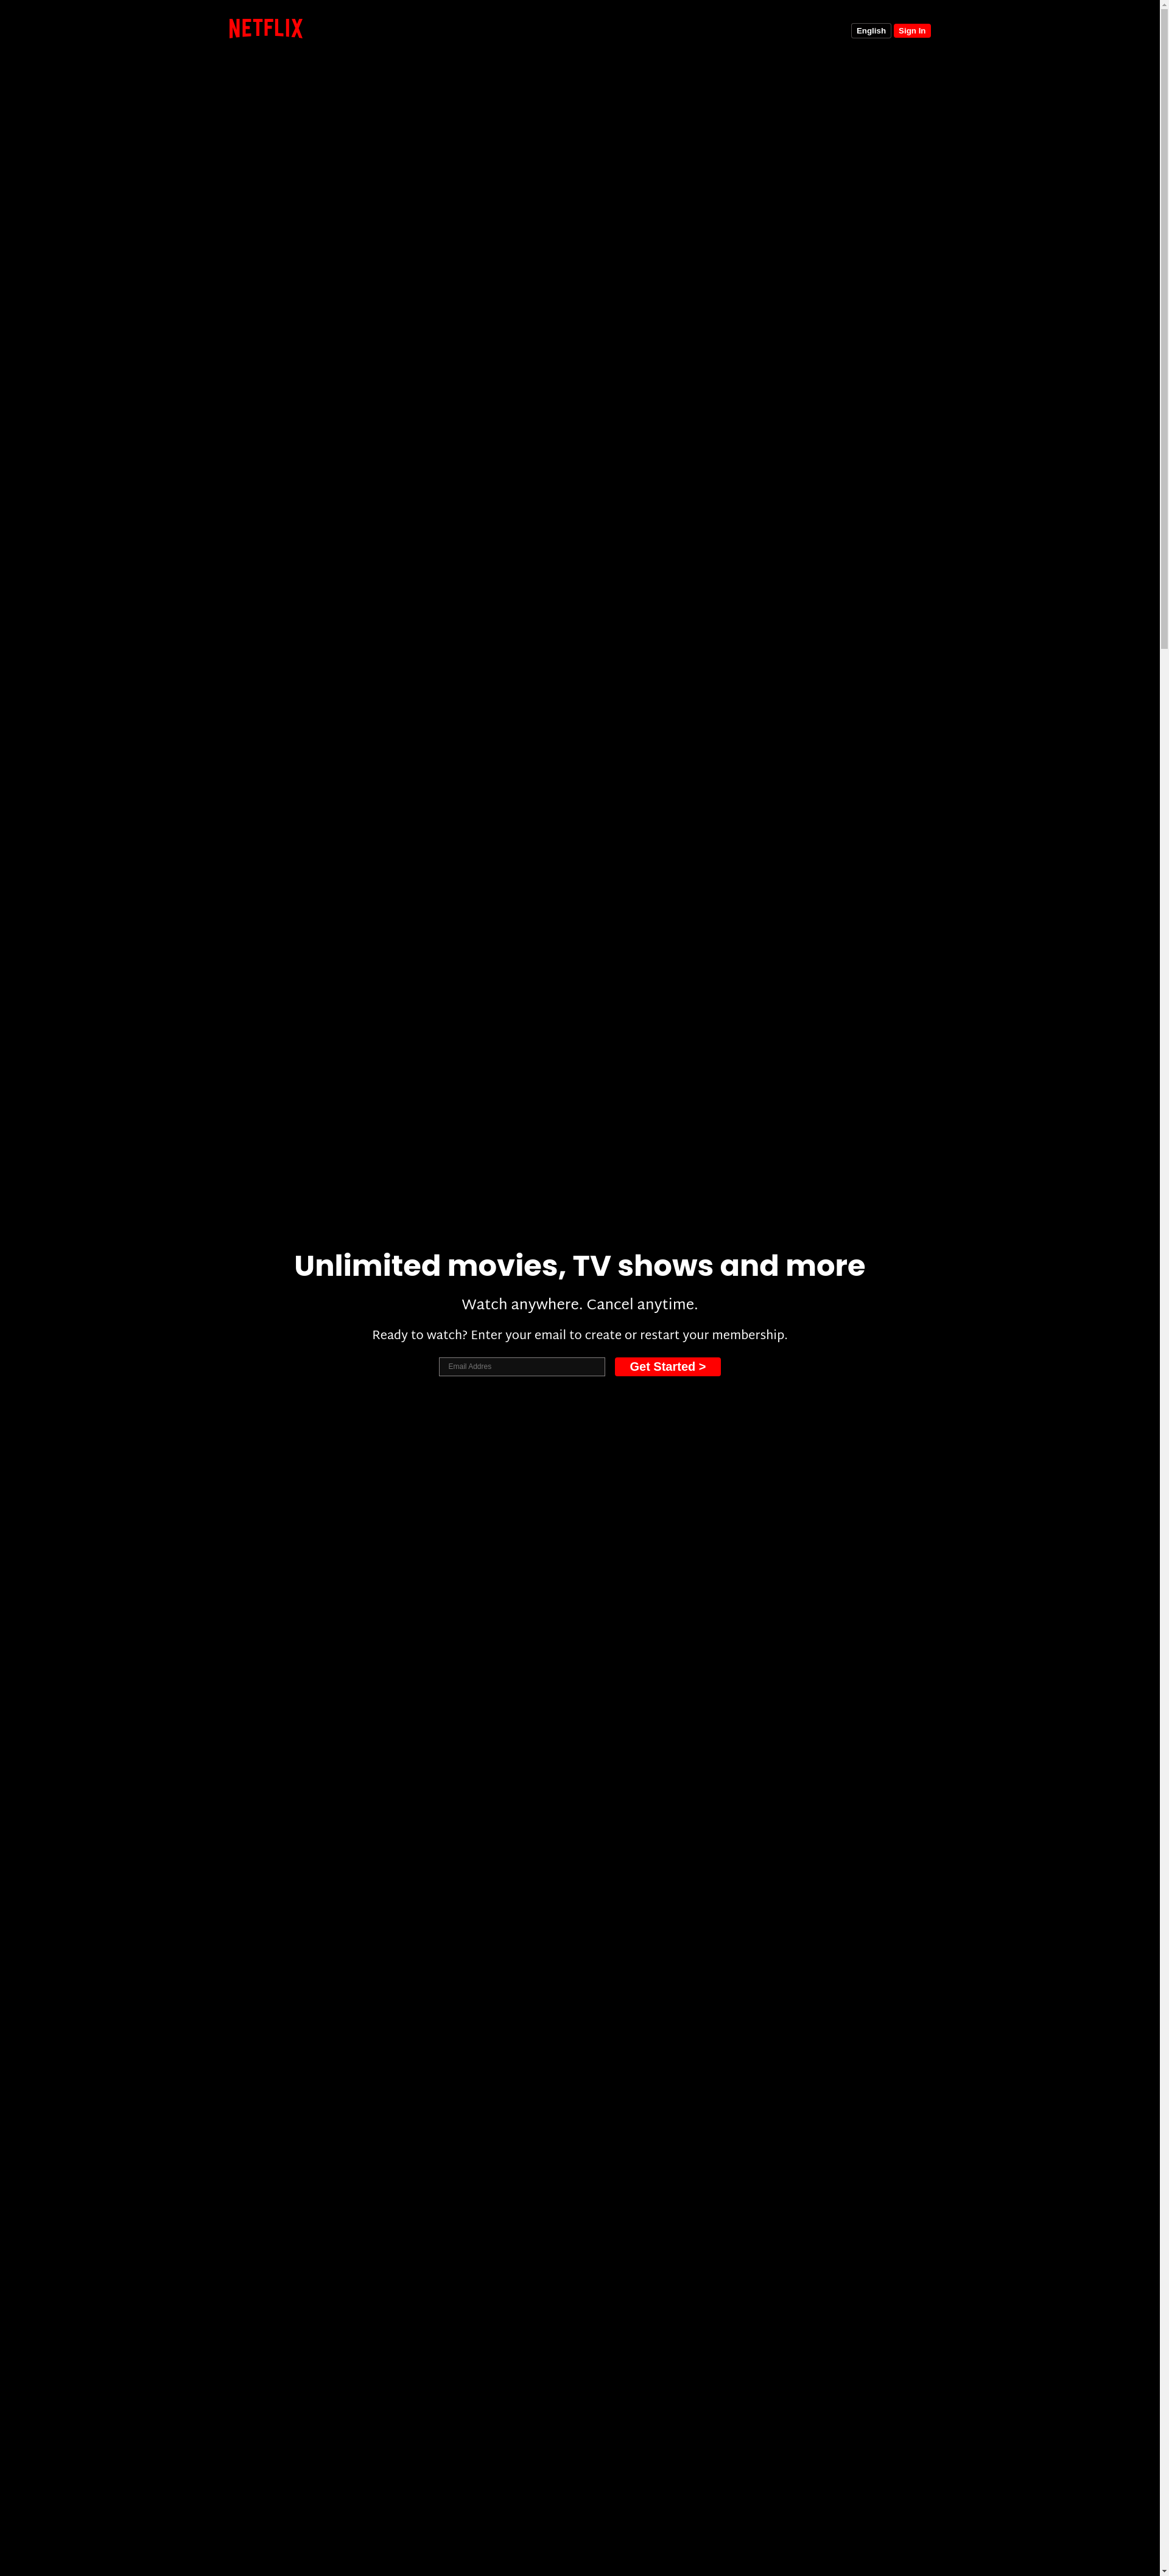 NETFLIX
English
Sign In
Unlimited movies, TV shows and more
Watch anywhere. Cancel anytime.
Ready to watch? Enter your email to create or restart your membership.
Email Addres
Get Started >